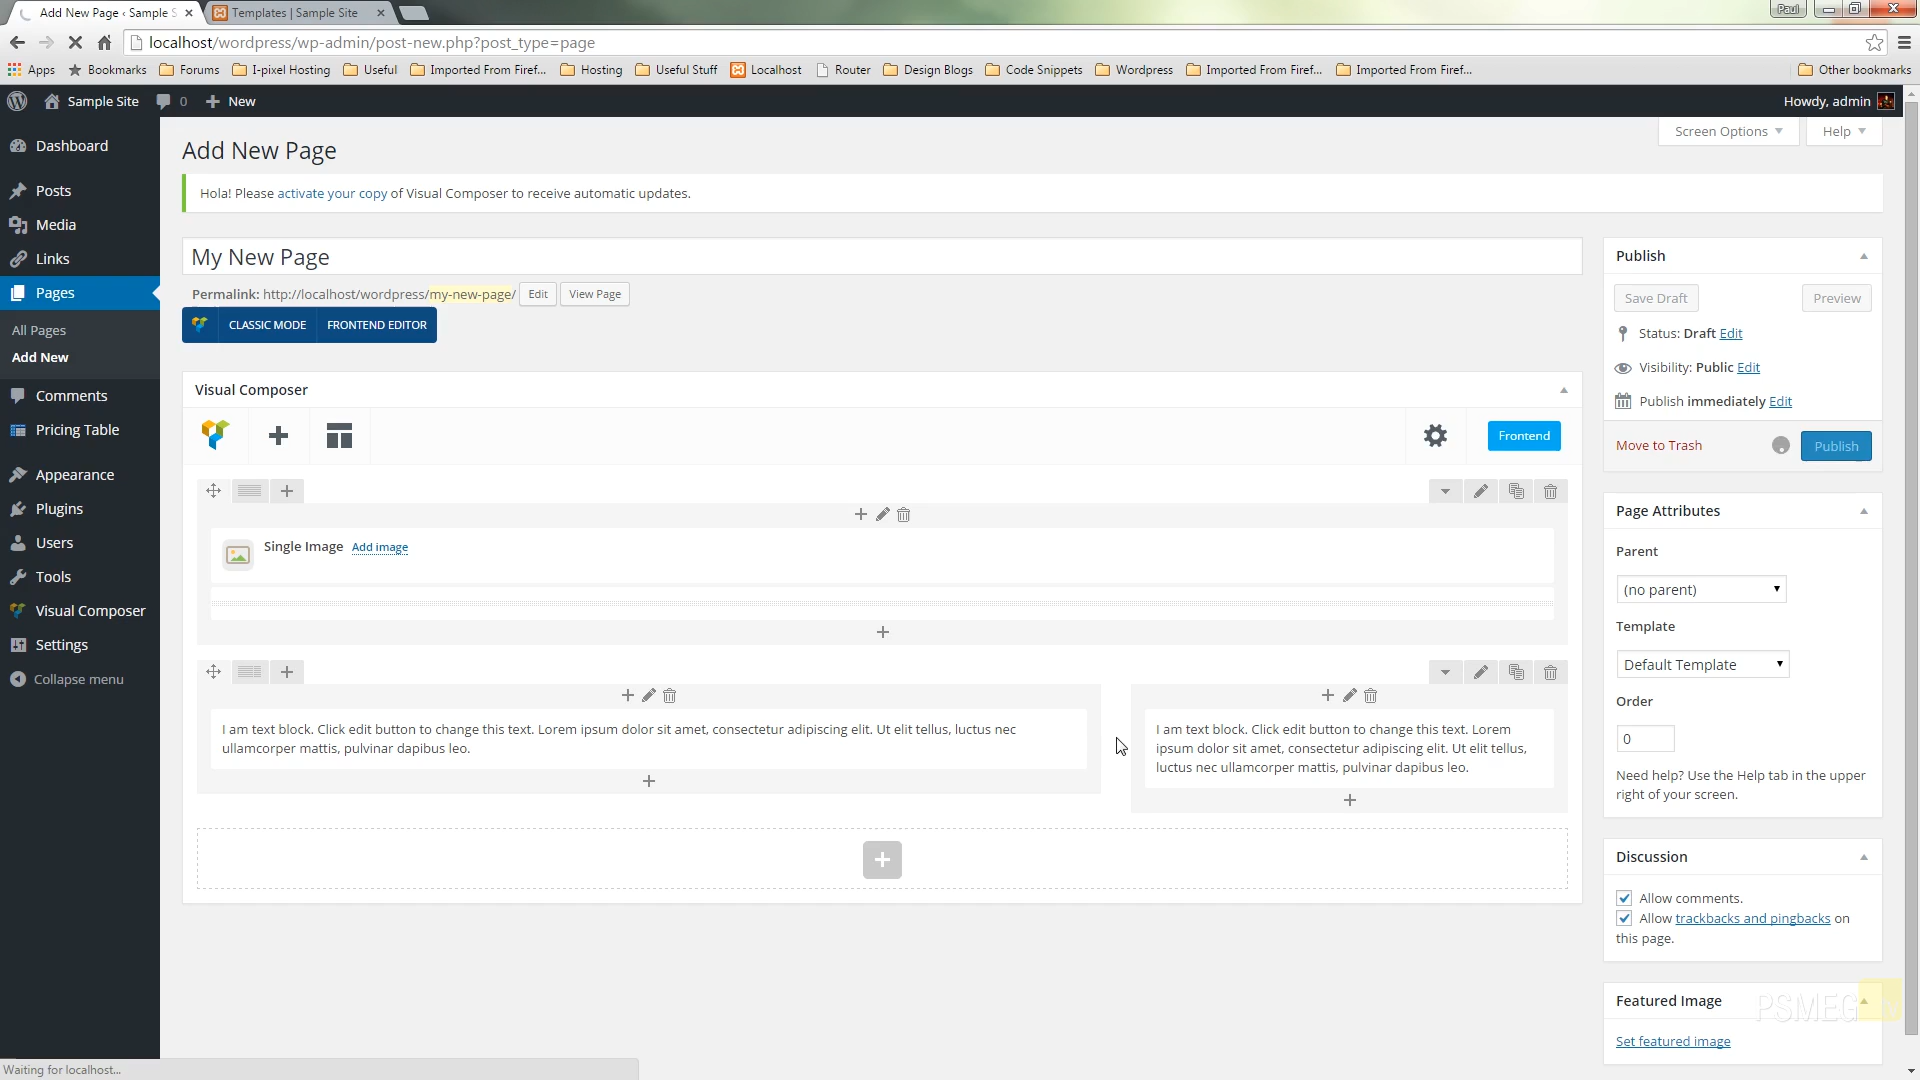 Add New Page ‹ Sample S
Templates | Sample Site
Paul
localhost/wordpress/wp-admin/post-new.php?post_type=page
Apps Bookmarks Forums I-pixel Hosting Useful Imported From Firef... Hosting Useful Stuff Localhost Router Design Blogs Code Snippets Wordpress Imported From Firef... Imported From Firef... Other bookmarks
Sample Site 0 New Howdy, admin
Screen Options Help
Dashboard
Posts
Media
Links
Pages
All Pages
Add New
Comments
Pricing Table
Appearance
Plugins
Users
Tools
Visual Composer
Settings
Collapse menu
Add New Page
Hola! Please activate your copy of Visual Composer to receive automatic updates.
My New Page
Permalink: http://localhost/wordpress/my-new-page/ Edit View Page
CLASSIC MODE FRONTEND EDITOR
Visual Composer
Frontend
Single Image Add image
I am text block. Click edit button to change this text. Lorem ipsum dolor sit amet, consectetur adipiscing elit. Ut elit tellus, luctus nec
ullamcorper mattis, pulvinar dapibus leo.
I am text block. Click edit button to change this text. Lorem
ipsum dolor sit amet, consectetur adipiscing elit. Ut elit tellus,
luctus nec ullamcorper mattis, pulvinar dapibus leo.
Publish
Save Draft Preview
Status: Draft Edit
Visibility: Public Edit
Publish immediately Edit
Move to Trash Publish
Page Attributes
Parent
(no parent)
Template
Default Template
Order
0
Need help? Use the Help tab in the upper
right of your screen.
Discussion
Allow comments.
Allow trackbacks and pingbacks on
this page.
Featured Image
PSMEG
Set featured image
Waiting for localhost...